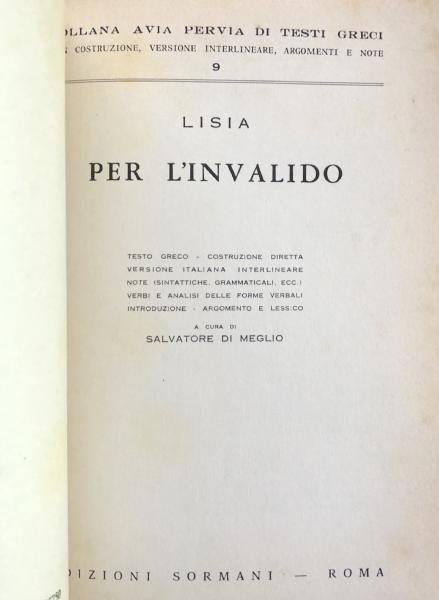 OLLANA AVIA PERVIA DI TESTI GRECI
N COSTRUZIONE, VERSIONE INTERLINEARE, ARGOMENTI E NOTE
9
LISIA
PER L'INVALIDO
TESTO GRECO - COSTRUZIONE DIRETTA
VERSIONE ITALIANA INTERLINEARE
NOTE (SINTATTICHE, GRAMMATICALI, ECC.)
VERBI E ANALISI DELLE FORME VERBALI
INTRODUZIONE - ARGOMENTO E LESSICO
A CURA DI
SALVATORE DI MEGLIO
DIZIONI SORMANI — ROMA